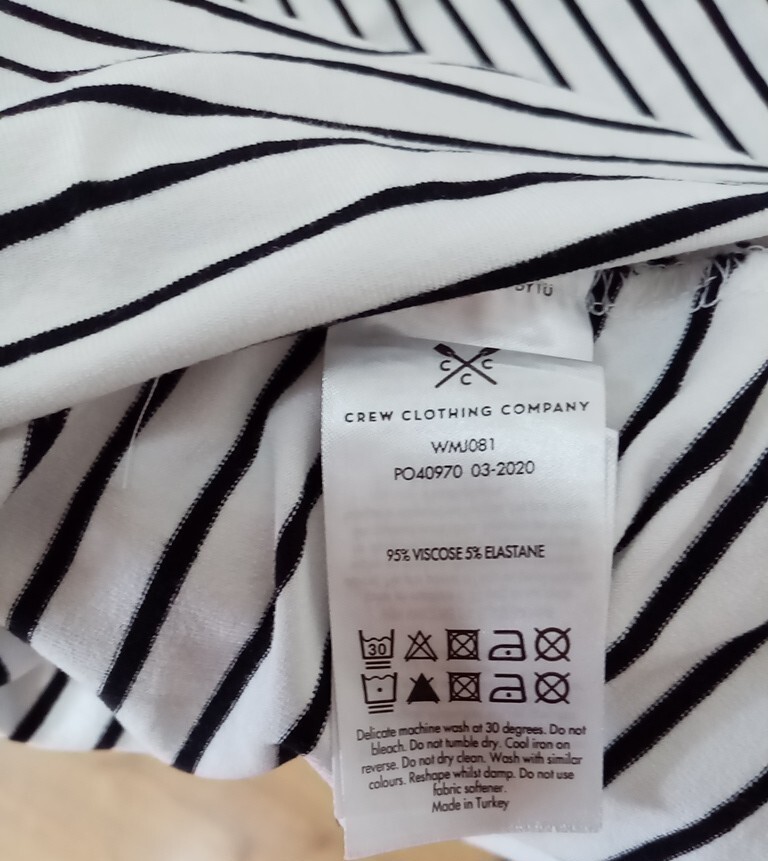 C C
C
CREW CLOTHING COMPANY
WMJ081
PO40970 03-2020
95% VISCOSE 5% ELASTANE
30
Delicate machine wash at 30 degrees. Do not
bleach. Do not tumble dry. Cool iron on
reverse. Do not dry clean. Wash with similar
colours. Reshape whilst damp. Do not use
fabric softener.
Made in Turkey